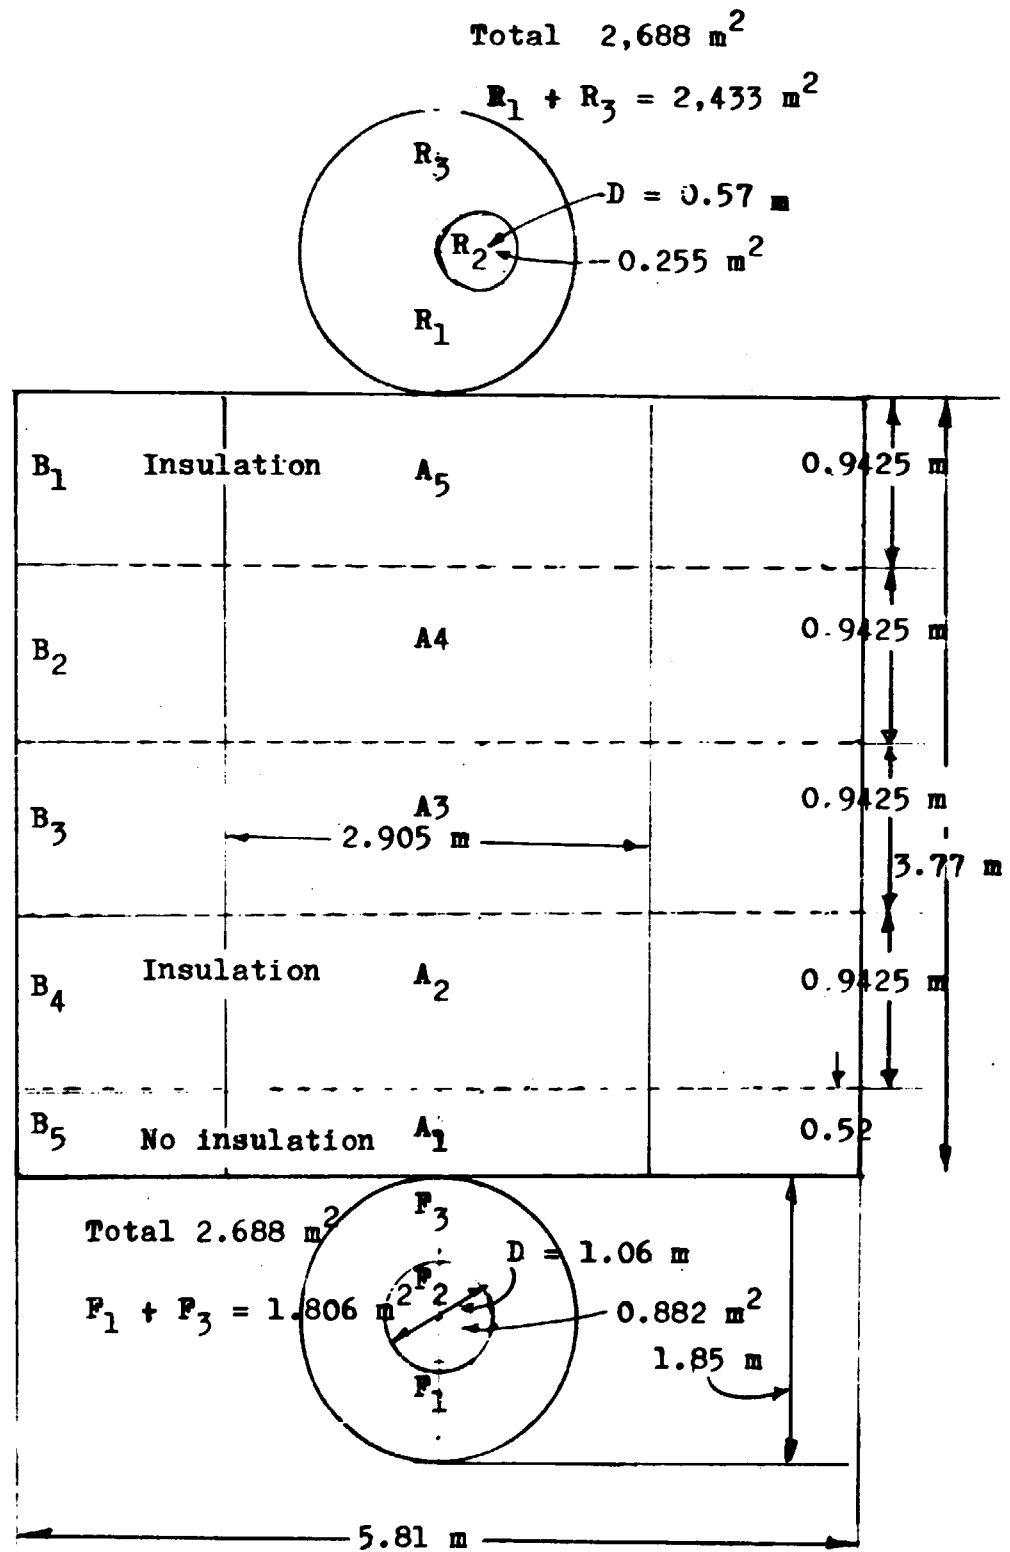 Total 2,688 m²
R₁ + R₃ = 2,433 m²
R₃
D = 0.57 m
R₂
0.255 m²
R₁
B₁ Insulation A₅ 0.9425 m
B₂ A4 0.9425 m
B₃ A3 0.9425 m
2.905 m
3.77 m
B₄ Insulation A₂ 0.9425 m
B₅ No insulation A₁ 0.52
F₃
Total 2.688 m²
D = 1.06 m
F₂
F₁ + F₃ = 1.806 m²
0.882 m²
1.85 m
F₁
5.81 m